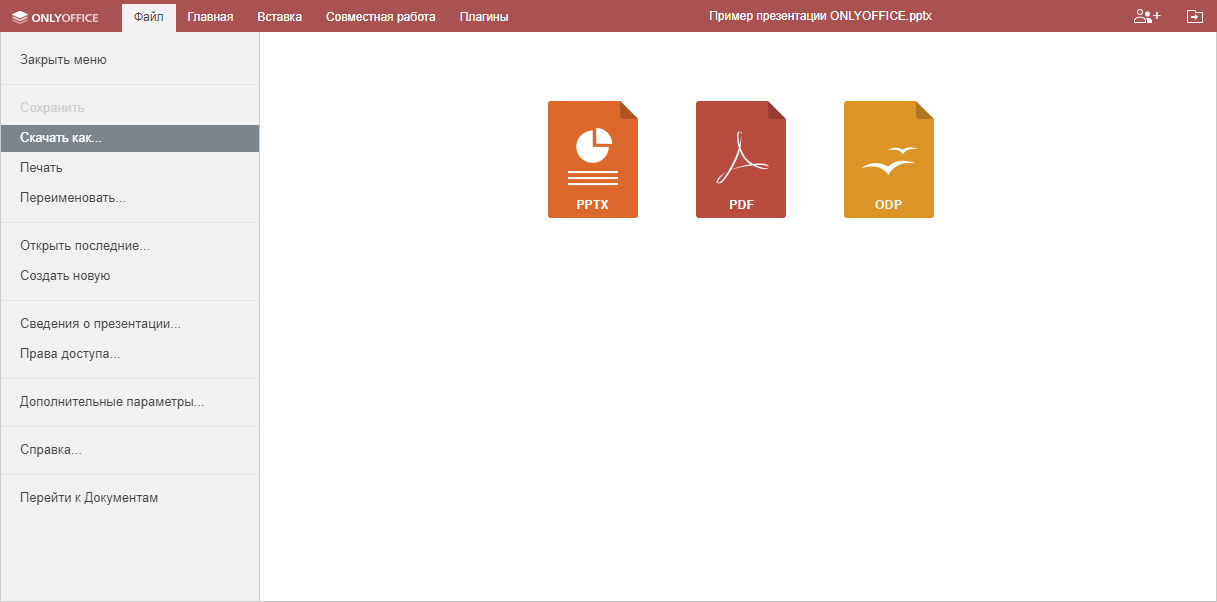 ONLYOFFICE Файл Главная Вставка Совместная работа Плагины Пример презентации ONLYOFFICE.pptx
Закрыть меню
Сохранить
Скачать как...
Печать
Переименовать...
Открыть последние...
Создать новую
Сведения о презентации...
Права доступа...
Дополнительные параметры...
Справка...
Перейти к Документам
PPTX PDF ODP